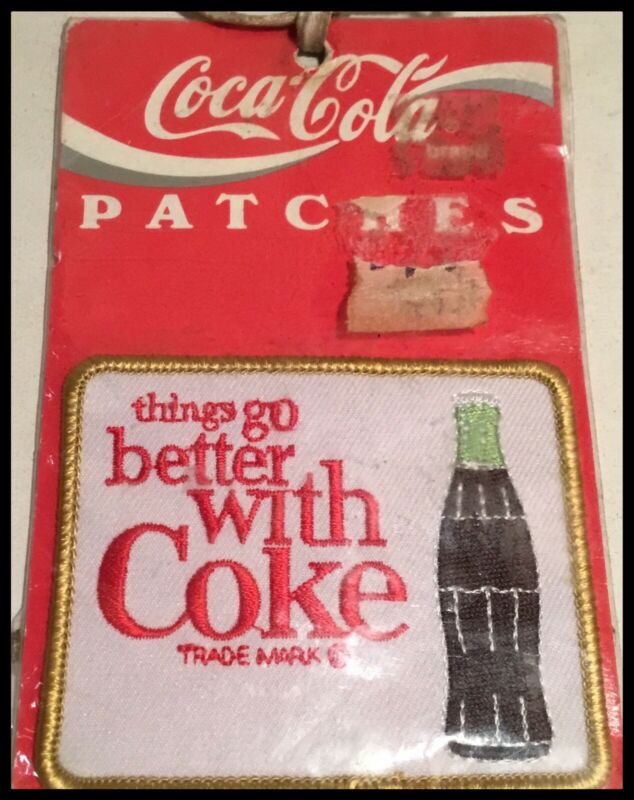 Coca-Cola
PATCHES
things go
better
with
Coke
TRADE MARK ®